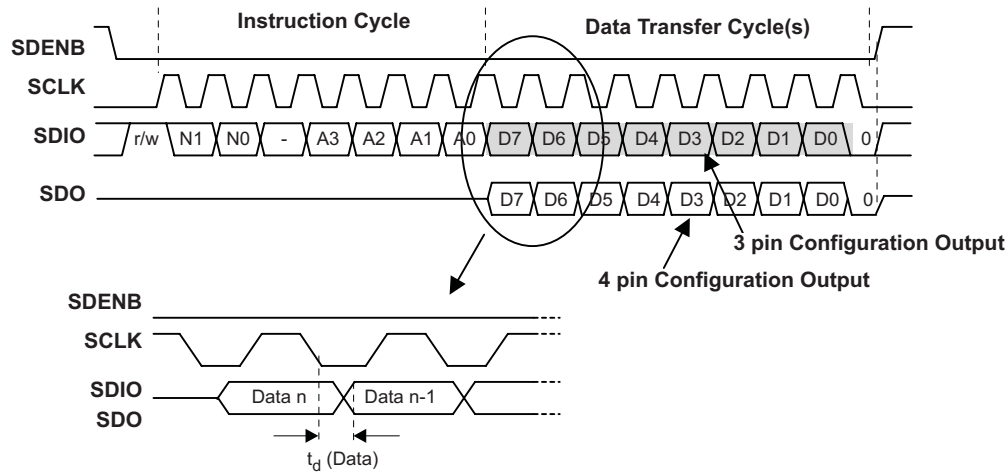 Instruction Cycle
Data Transfer Cycle(s)
SDENB
SCLK
SDIO
r/w N1 N0 - A3 A2 A1 A0 D7 D6 D5 D4 D3 D2 D1 D0 0
SDO
D7 D6 D5 D4 D3 D2 D1 D0 0
3 pin Configuration Output
4 pin Configuration Output
SDENB
SCLK
SDIO
SDO
Data n Data n-1
td (Data)